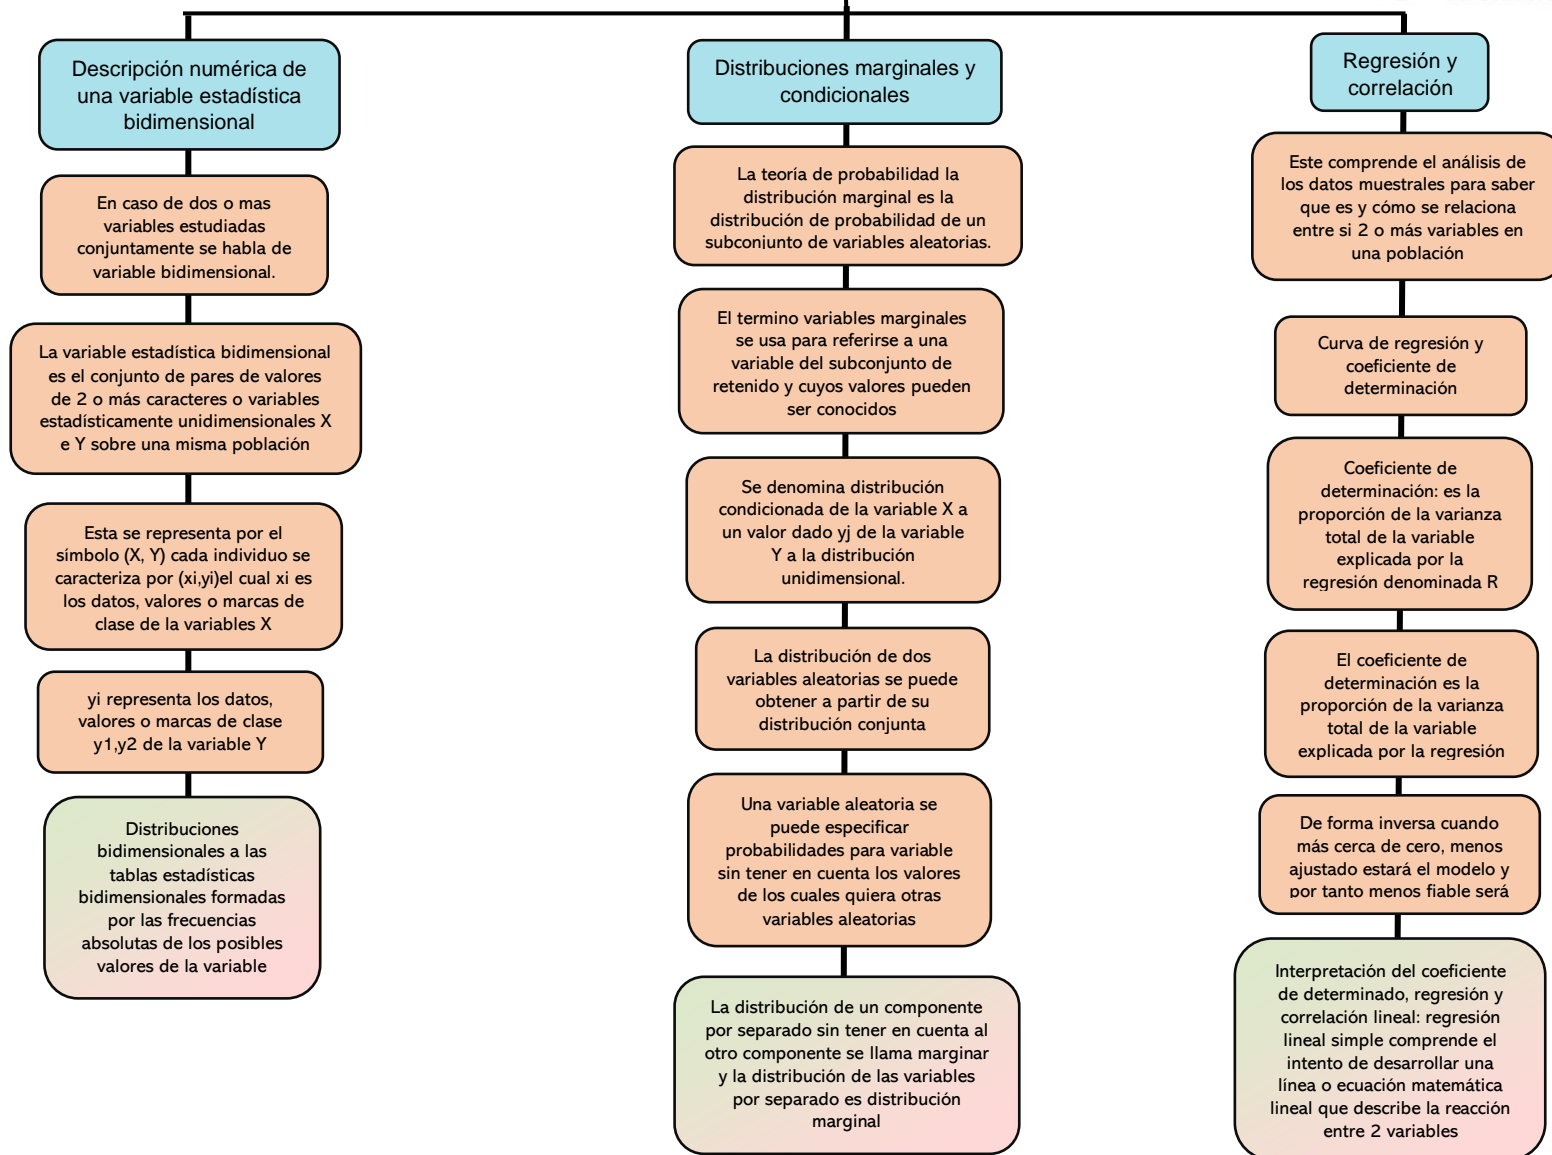 Descripción numérica de
una variable estadística
bidimensional
En caso de dos o mas
variables estudiadas
conjuntamente se habla de
variable bidimensional.
La variable estadística bidimensional
es el conjunto de pares de valores
de 2 o más caracteres o variables
estadísticamente unidimensionales X
e Y sobre una misma población
Esta se representa por el
símbolo (X, Y) cada individuo se
caracteriza por (xi,yi)el cual xi es
los datos, valores o marcas de
clase de la variables X
yi representa los datos,
valores o marcas de clase
y1,y2 de la variable Y
Distribuciones
bidimensionales a las
tablas estadísticas
bidimensionales formadas
por las frecuencias
absolutas de los posibles
valores de la variable
Distribuciones marginales y
condicionales
La teoría de probabilidad la
distribución marginal es la
distribución de probabilidad de un
subconjunto de variables aleatorias.
El termino variables marginales
se usa para referirse a una
variable del subconjunto de
retenido y cuyos valores pueden
ser conocidos
Se denomina distribución
condicionada de la variable X a
un valor dado yj de la variable
Y a la distribución
unidimensional.
La distribución de dos
variables aleatorias se puede
obtener a partir de su
distribución conjunta
Una variable aleatoria se
puede especificar
probabilidades para variable
sin tener en cuenta los valores
de los cuales quiera otras
variables aleatorias
La distribución de un componente
por separado sin tener en cuenta al
otro componente se llama marginar
y la distribución de las variables
por separado es distribución
marginal
Regresión y
correlación
Este comprende el análisis de
los datos muestrales para saber
que es y cómo se relaciona
entre si 2 o más variables en
una población
Curva de regresión y
coeficiente de
determinación
Coeficiente de
determinación: es la
proporción de la varianza
total de la variable
explicada por la
regresión denominada R
El coeficiente de
determinación es la
proporción de la varianza
total de la variable
explicada por la regresión
De forma inversa cuando
más cerca de cero, menos
ajustado estará el modelo y
por tanto menos fiable será
Interpretación del coeficiente
de determinado, regresión y
correlación lineal: regresión
lineal simple comprende el
intento de desarrollar una
línea o ecuación matemática
lineal que describe la reacción
entre 2 variables